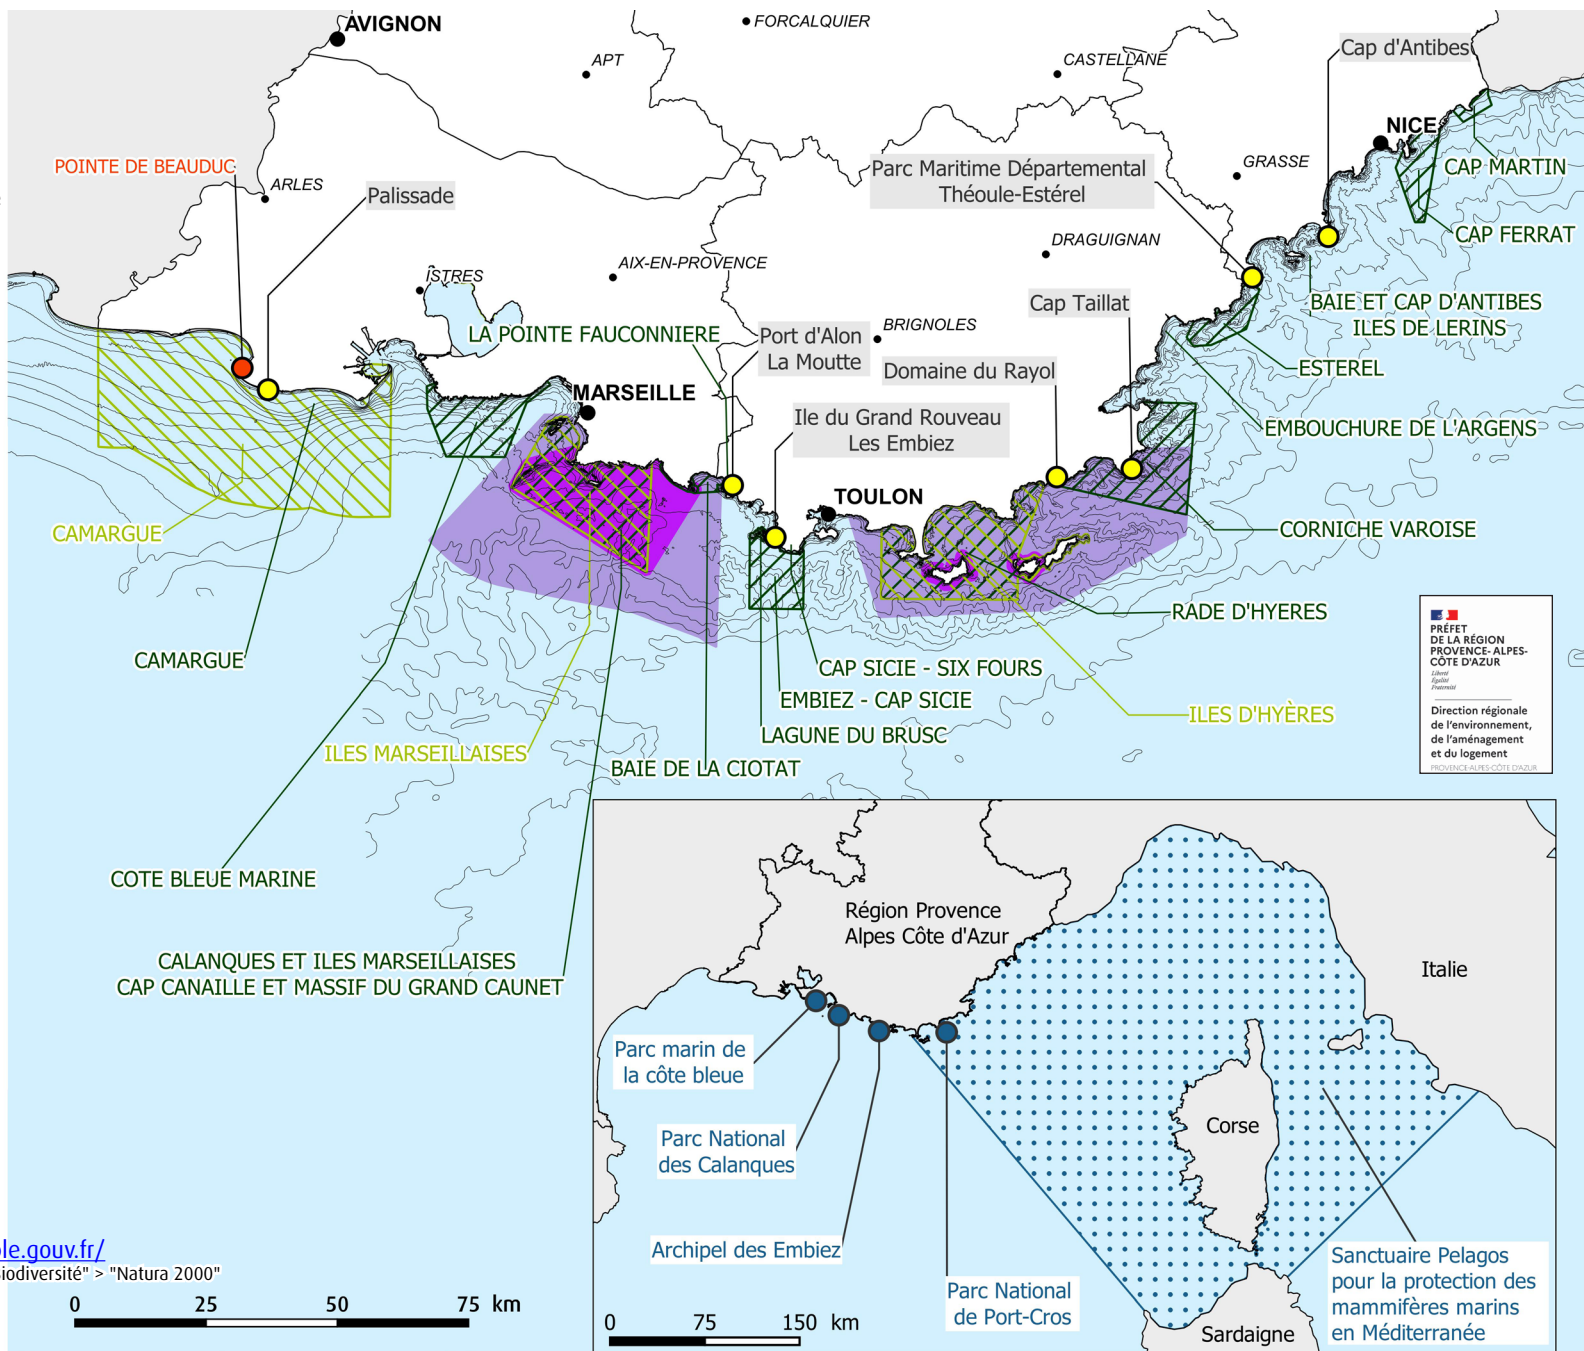 AVIGNON
FORCALQUIER
Cap d'Antibes
APT
CASTELLANE
NICE
POINTE DE BEAUDUC
ARLES
Palissade
Parc Maritime Départemental
Théoule-Estérel
GRASSE
CAP MARTIN
CAP FERRAT
DRAGUIGNAN
AIX-EN-PROVENCE
ISTRES
LA POINTE FAUCONNIERE
Port d'Alon
La Moutte
BRIGNOLES
Cap Taillat
BAIE ET CAP D'ANTIBES
ILES DE LERINS
ESTEREL
Domaine du Rayol
MARSEILLE
Ile du Grand Rouveau
Les Embiez
EMBOUCHURE DE L'ARGENS
TOULON
CAMARGUE
CORNICHE VAROISE
RADE D'HYERES
CAMARGUE
CAP SICIE - SIX FOURS
EMBIEZ - CAP SICIE
ILES D'HYÈRES
LAGUNE DU BRUSC
ILES MARSEILLAISES
BAIE DE LA CIOTAT
PRÉFET
DE LA RÉGION
PROVENCE- ALPES-
CÔTE D'AZUR
Liberté
Égalité
Fraternité
Direction régionale
de l'environnement,
de l'aménagement
et du logement
PROVENCE-ALPES-CÔTE D'AZUR
COTE BLEUE MARINE
CALANQUES ET ILES MARSEILLAISES
CAP CANAILLE ET MASSIF DU GRAND CAUNET
Région Provence
Alpes Côte d'Azur
Italie
Parc marin de
la côte bleue
Parc National
des Calanques
Corse
Archipel des Embiez
Parc National
de Port-Cros
Sanctuaire Pelagos
pour la protection des
mammifères marins
en Méditerranée
Sardaigne
0 75 150 km
le.gouv.fr/
iodiversité" > "Natura 2000"
0 25 50 75 km